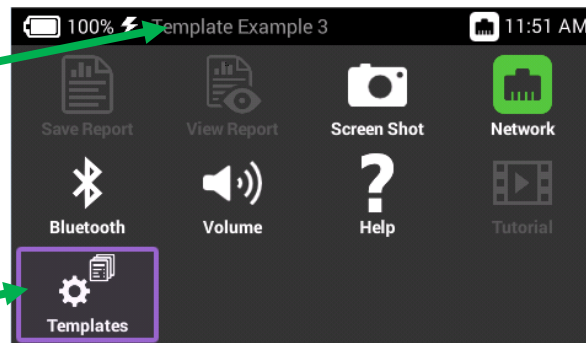 100% Template Example 3 11:51 AM
Save Report View Report Screen Shot Network
Bluetooth Volume Help Tutorial
Templates